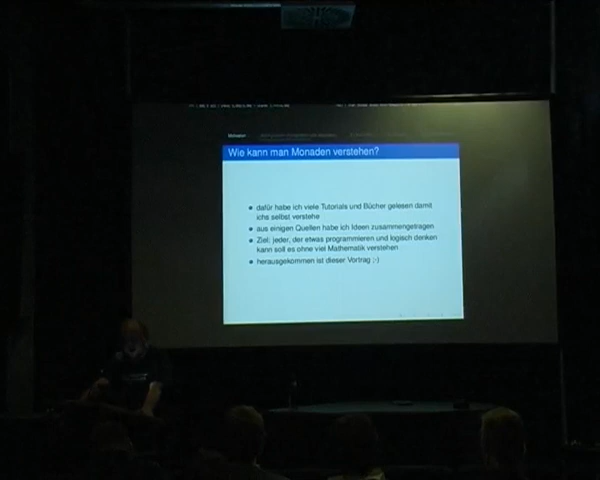 Motivation
Wie kann man Monaden verstehen?
dafür habe ich viele Tutorials und Bücher gelesen damit
ichs selbst verstehe
aus einigen Quellen habe ich Ideen zusammengetragen
Ziel: jeder, der etwas programmieren und logisch denken
kann soll es ohne viel Mathematik verstehen
herausgekommen ist dieser Vortrag ;-)